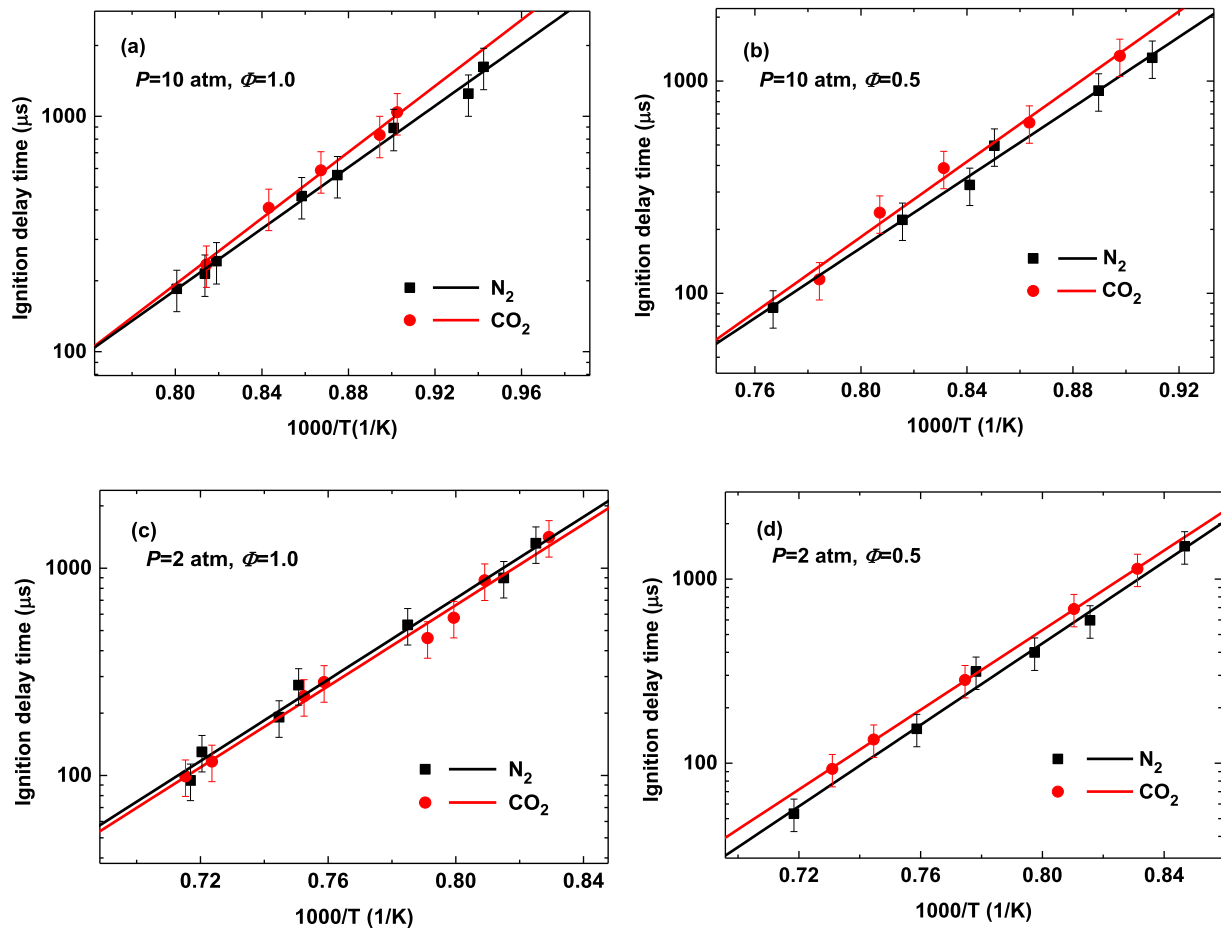 (a)
P=10 atm, Φ=1.0
Ignition delay time (μs)
1000
100
N₂
CO₂
0.80 0.84 0.88 0.92 0.96
1000/T(1/K)
(b)
P=10 atm, Φ=0.5
Ignition delay time (μs)
1000
100
N₂
CO₂
0.76 0.80 0.84 0.88 0.92
1000/T (1/K)
(c)
P=2 atm, Φ=1.0
Ignition delay time (μs)
1000
100
N₂
CO₂
0.72 0.76 0.80 0.84
1000/T (1/K)
(d)
P=2 atm, Φ=0.5
Ignition delay time (μs)
1000
100
N₂
CO₂
0.72 0.76 0.80 0.84
1000/T (1/K)